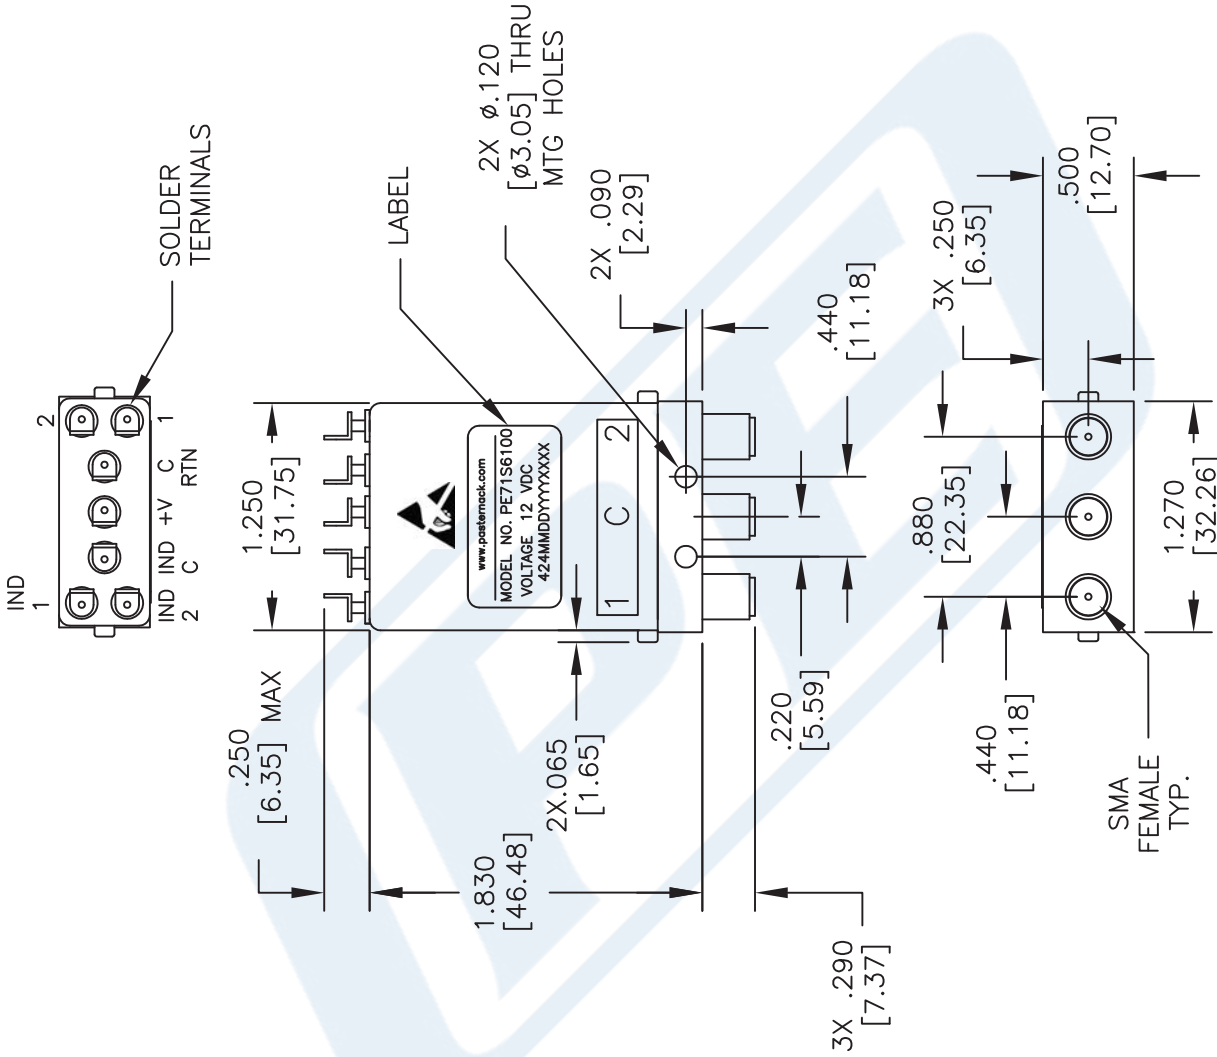 IND
1
2
IND
2
IND
C
+V
C
RTN
1
SOLDER
TERMINALS
1.250
[31.75]
.250
[6.35] MAX
LABEL
2X ø.120
[ø3.05] THRU
MTG HOLES
www.pasternack.com
MODEL NO. PE71S6100
VOLTAGE 12 VDC
424MMDDYYYYXXXX
1 C 2
2X .090
[2.29]
.440
[11.18]
2X.065
[1.65]
1.830
[46.48]
.220
[5.59]
3X .290
[7.37]
3X .250
[6.35]
.500
[12.70]
.880
[22.35]
1.270
[32.26]
.440
[11.18]
SMA
FEMALE
TYP.
PE